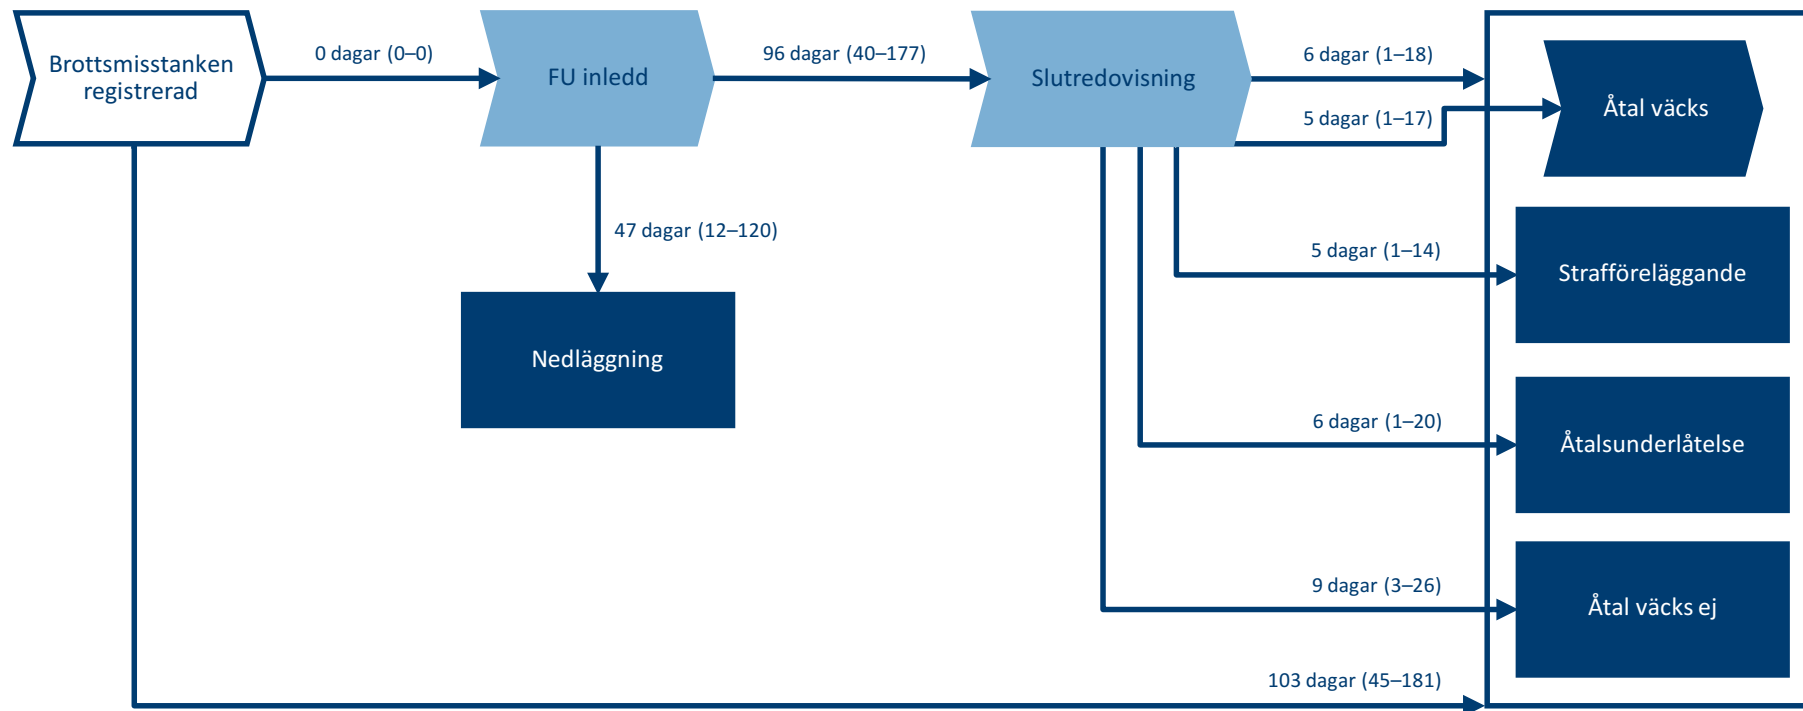 Brottsmisstanken
registrerad
0 dagar (0–0)
FU inledd
96 dagar (40–177)
Slutredovisning
6 dagar (1–18)
5 dagar (1–17)
Åtal väcks
47 dagar (12–120)
Nedläggning
5 dagar (1–14)
Strafföreläggande
6 dagar (1–20)
Åtalsunderlåtelse
9 dagar (3–26)
Åtal väcks ej
103 dagar (45–181)